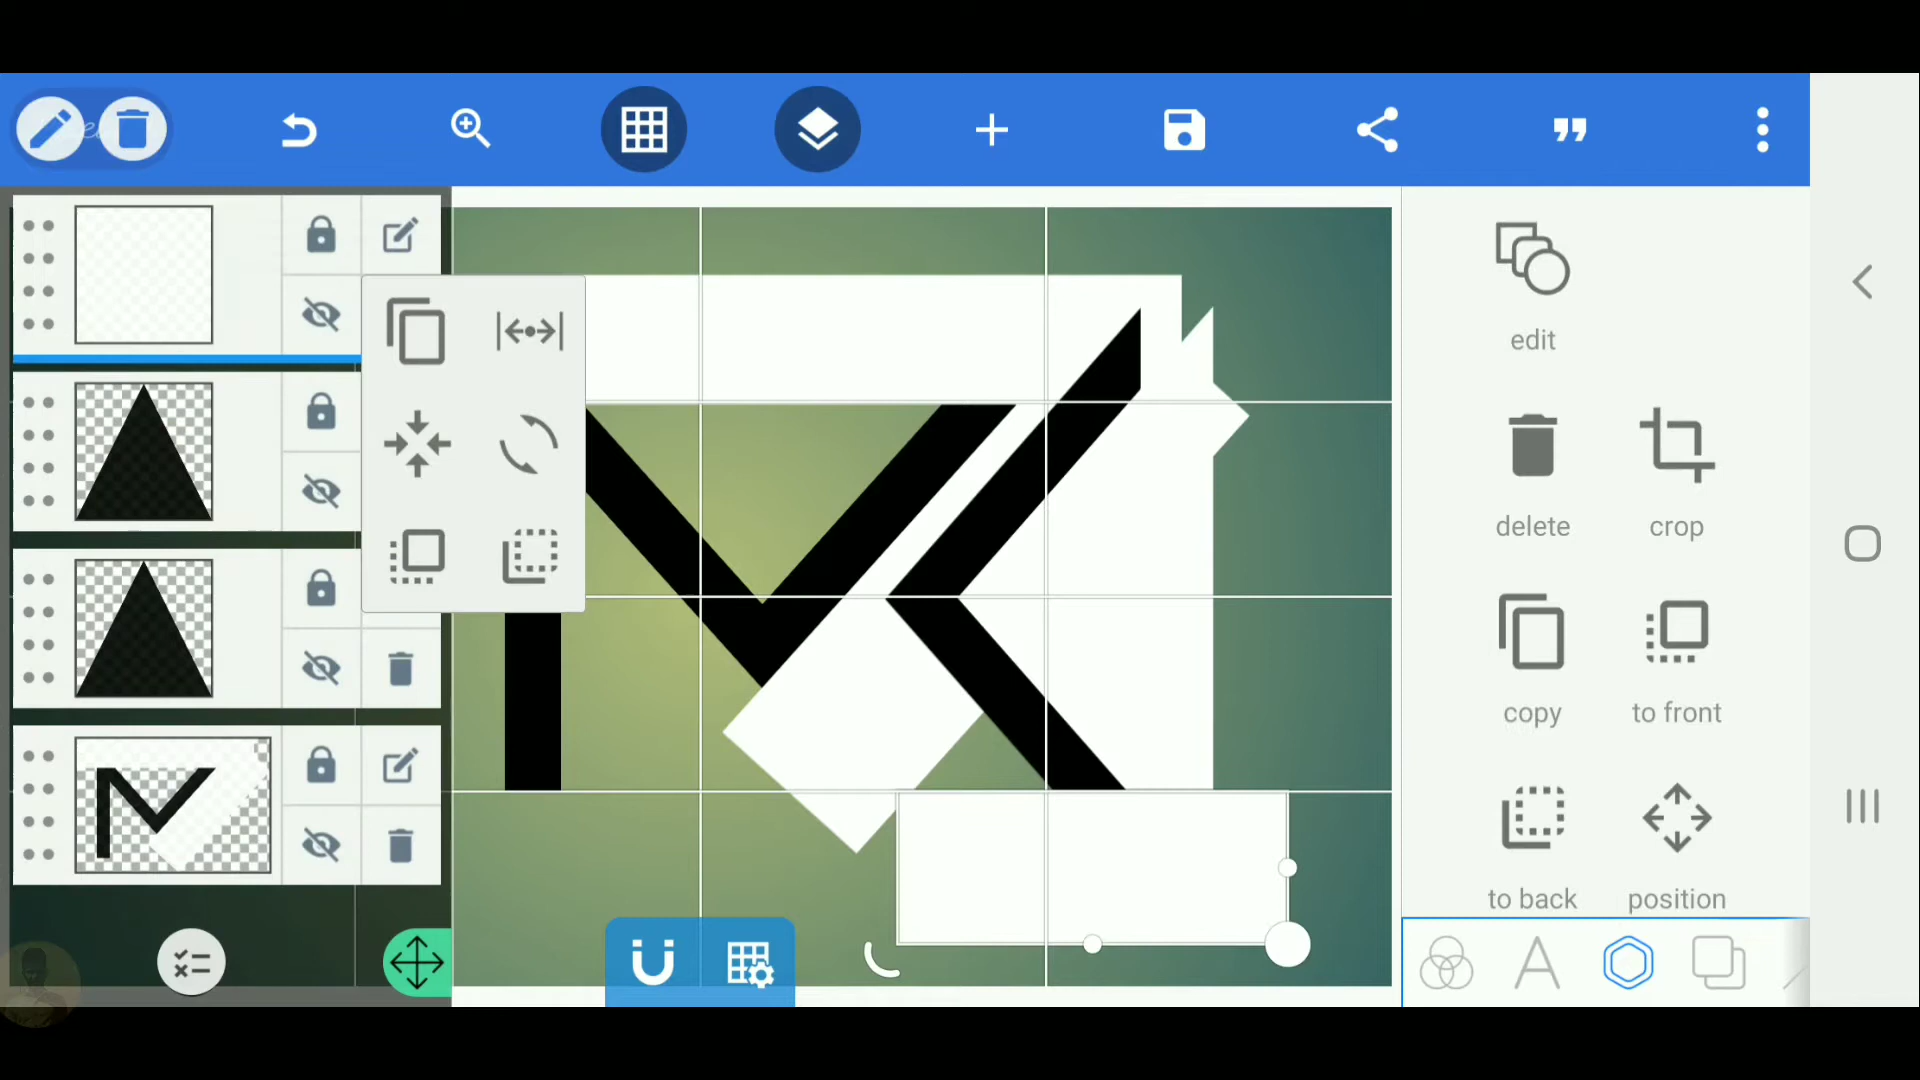 edit
delete
crop
copy
to front
to back
position